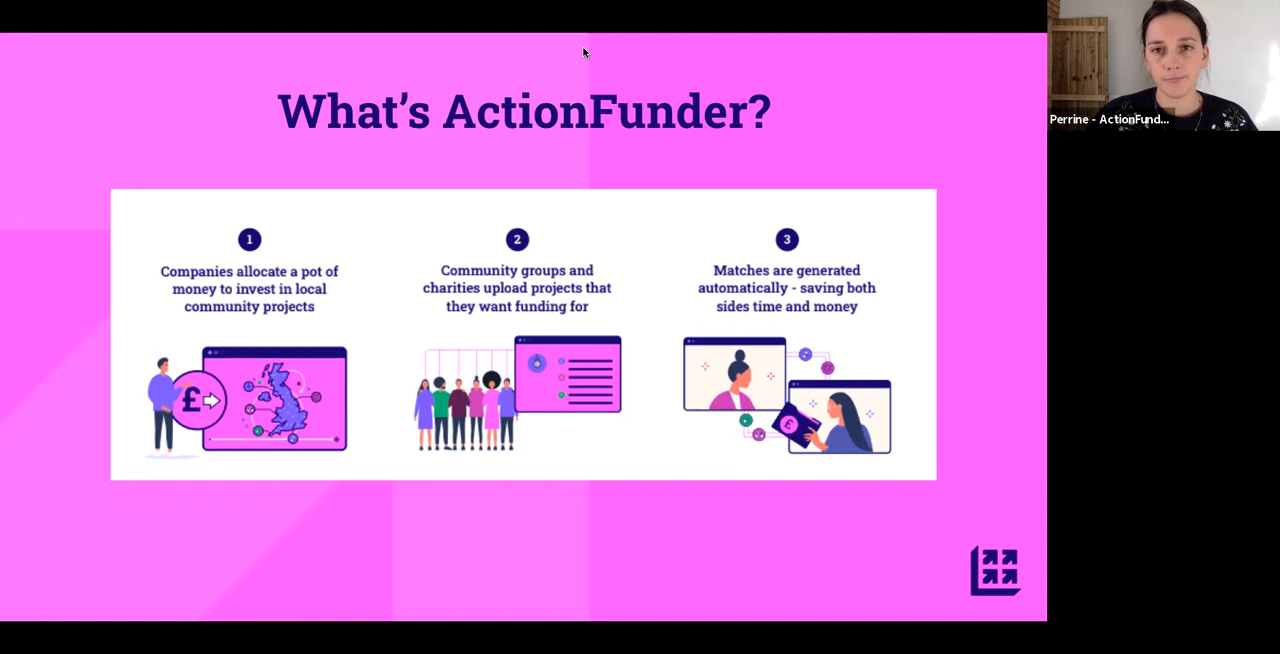 What's ActionFunder?
1
Companies allocate a pot of
money to invest in local
community projects
2
Community groups and
charities upload projects that
they want funding for
3
Matches are generated
automatically - saving both
sides time and money
£
£
Perrine - ActionFund...